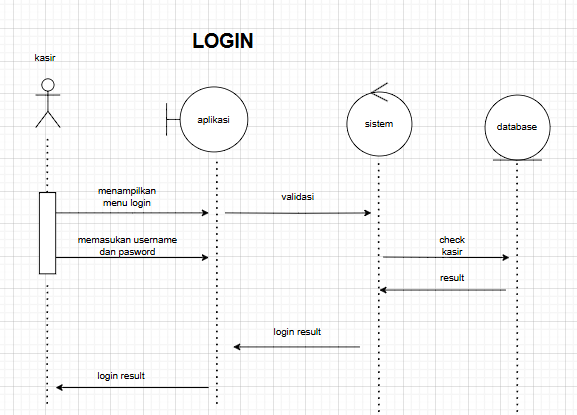 LOGIN
kasir
aplikasi
sistem
database
menampilkan
menu login
validasi
memasukan username
dan pasword
check
kasir
result
login result
login result